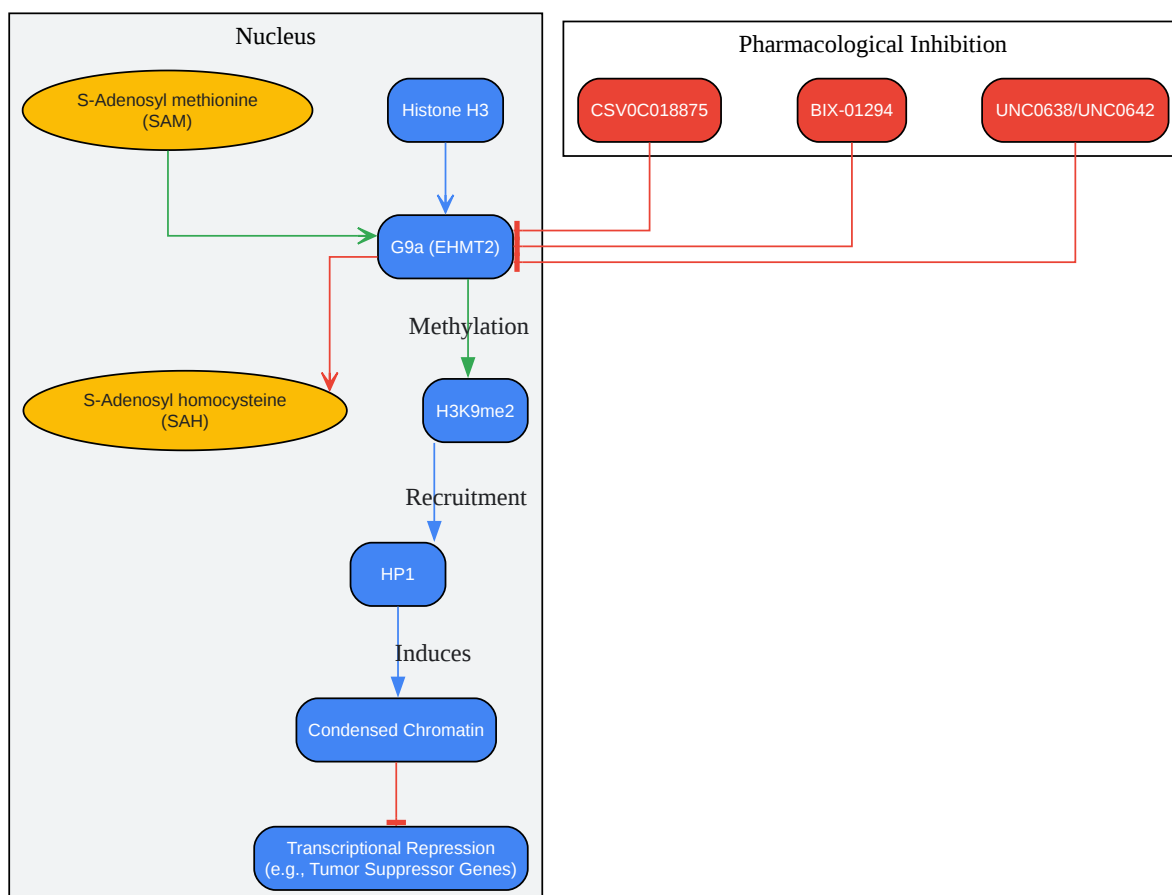 Nucleus
Pharmacological Inhibition
S-Adenosyl methionine
(SAM)
Histone H3
CSV0C018875
BIX-01294
UNC0638/UNC0642
G9a (EHMT2)
Methylation
S-Adenosyl homocysteine
(SAH)
H3K9me2
Recruitment
HP1
Induces
Condensed Chromatin
Transcriptional Repression
(e.g., Tumor Suppressor Genes)